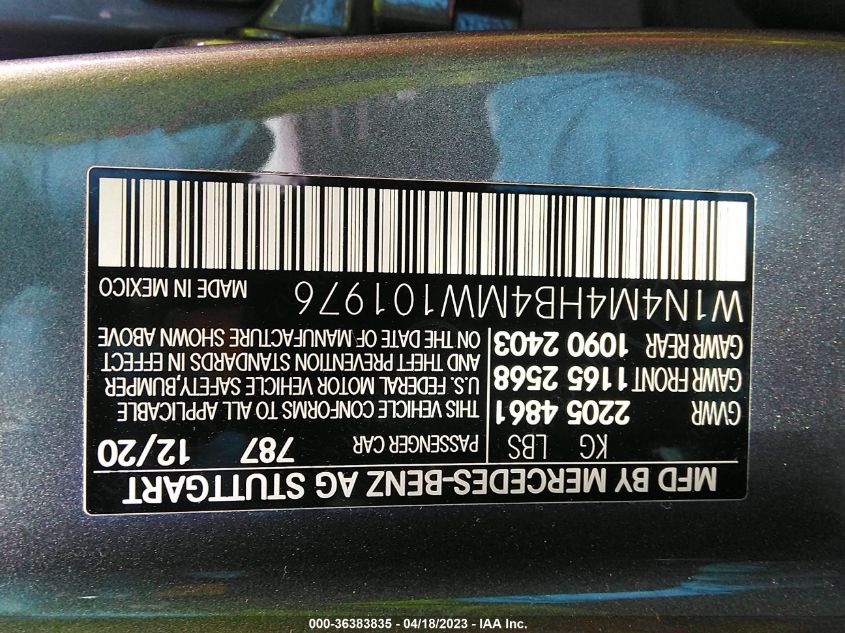 MFD BY MERCEDES-BENZ AG STUTTGART
KG LBS
GVWR 2205 4861
GAWR FRONT 1165 2568
GAWR REAR 1090 2403
PASSENGER CAR 787 12/20
THIS VEHICLE CONFORMS TO ALL APPLICABLE
U.S. FEDERAL MOTOR VEHICLE SAFETY,BUMPER
AND THEFT PREVENTION STANDARDS IN EFFECT
ON THE DATE OF MANUFACTURE SHOWN ABOVE
W1N4M4HB4MW101976 MADE IN MEXICO
000-36383835 - 04/18/2023 - IAA Inc.